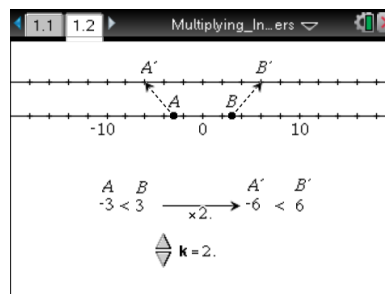 1.1 1.2 Multiplying_In...ers
A′ B′
A B
-10 0 10
A B A′ B′
-3 < 3 ×2. -6 < 6
k = 2.